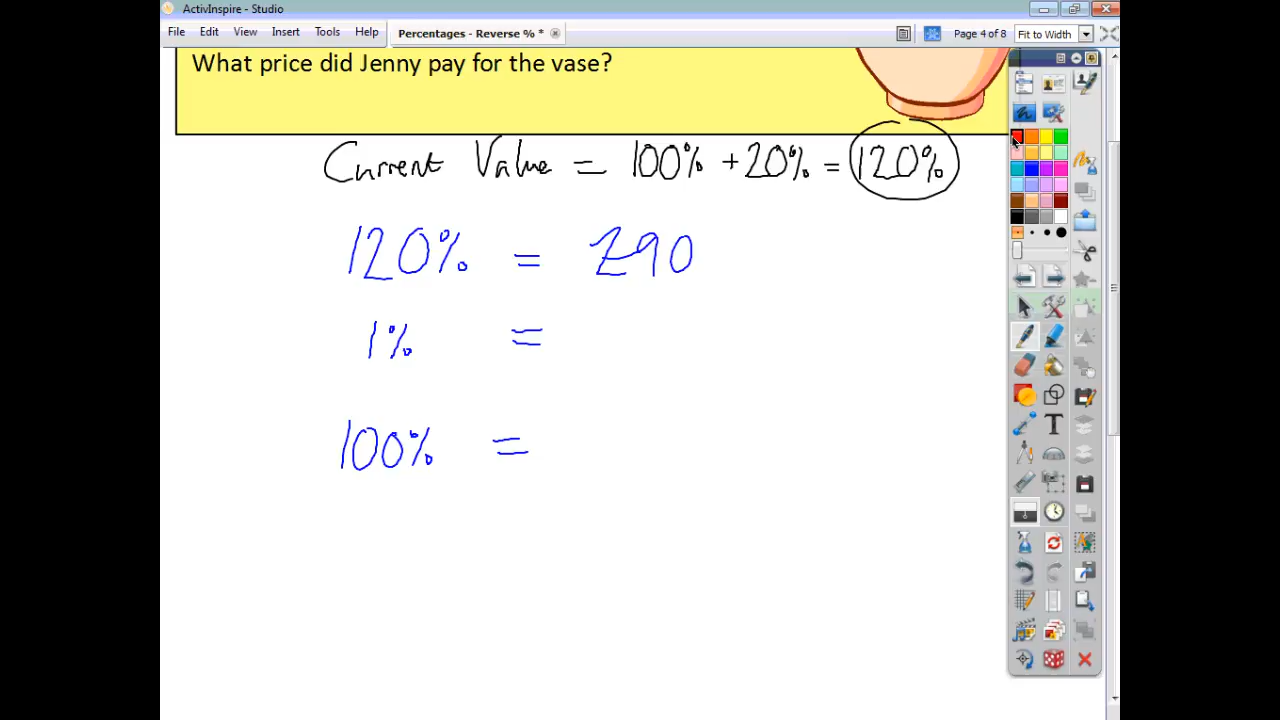 ActivInspire - Studio
File Edit View Insert Tools Help Percentages - Reverse % * Page 4 of 8 Fit to Width
What price did Jenny pay for the vase?
Current Value = 100% + 20% = 120%
120% = £90
1% =
100% =